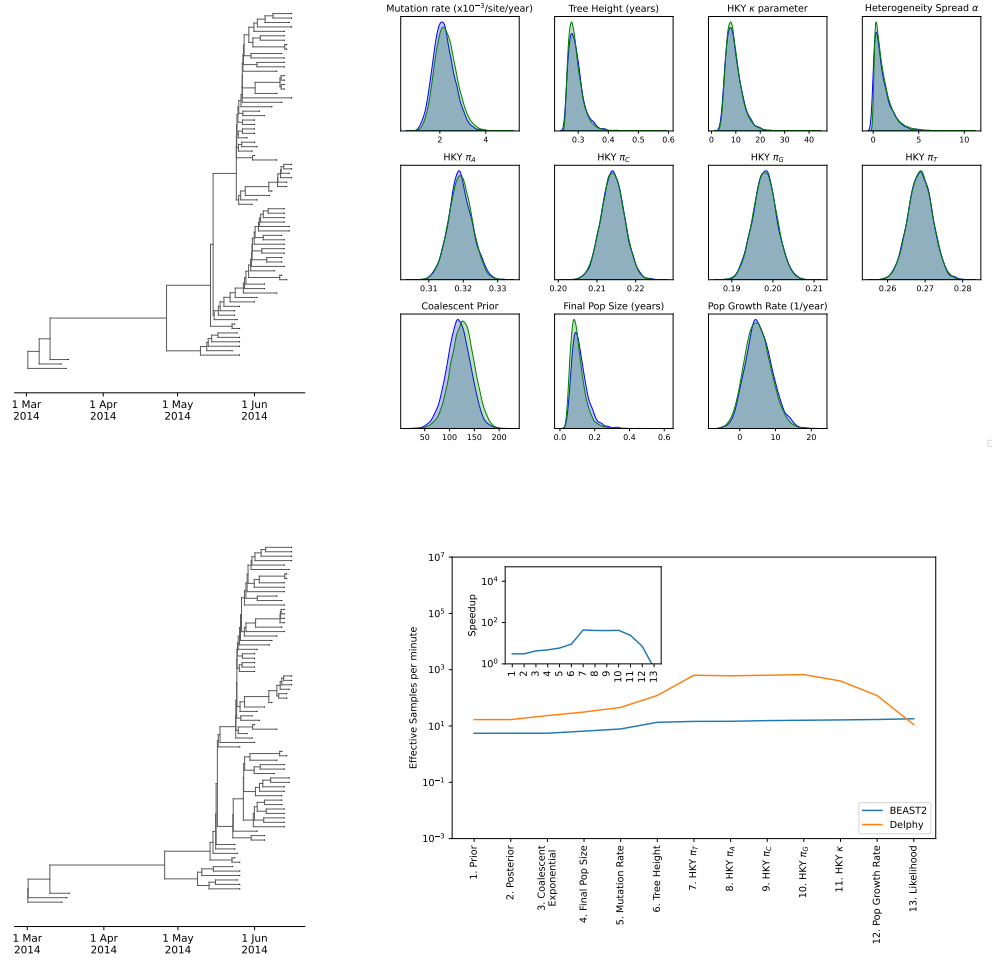 1 Mar
2014
1 Apr
2014
1 May
2014
1 Jun
2014
Mutation rate (x10⁻³/site/year)
2
4
Tree Height (years)
0.3
0.4
0.5
0.6
HKY κ parameter
0
10
20
30
40
Heterogeneity Spread α
0
5
10
HKY π_A
0.31
0.32
0.33
HKY π_C
0.20
0.21
0.22
HKY π_G
0.19
0.20
0.21
HKY π_T
0.26
0.27
0.28
Coalescent Prior
50
100
150
200
Final Pop Size (years)
0.0
0.2
0.4
0.6
Pop Growth Rate (1/year)
0
10
20
1 Mar
2014
1 Apr
2014
1 May
2014
1 Jun
2014
Effective Samples per minute
10⁷
10⁵
10³
10¹
10⁻¹
10⁻³
Speedup
10⁴
10²
10⁰
1
2
3
4
5
6
7
8
9
10
11
12
13
BEAST2
Delphy
1. Prior
2. Posterior
3. Coalescent
Exponential
4. Final Pop Size
5. Mutation Rate
6. Tree Height
7. HKY π_T
8. HKY π_A
9. HKY π_C
10. HKY π_G
11. HKY κ
12. Pop Growth Rate
13. Likelihood